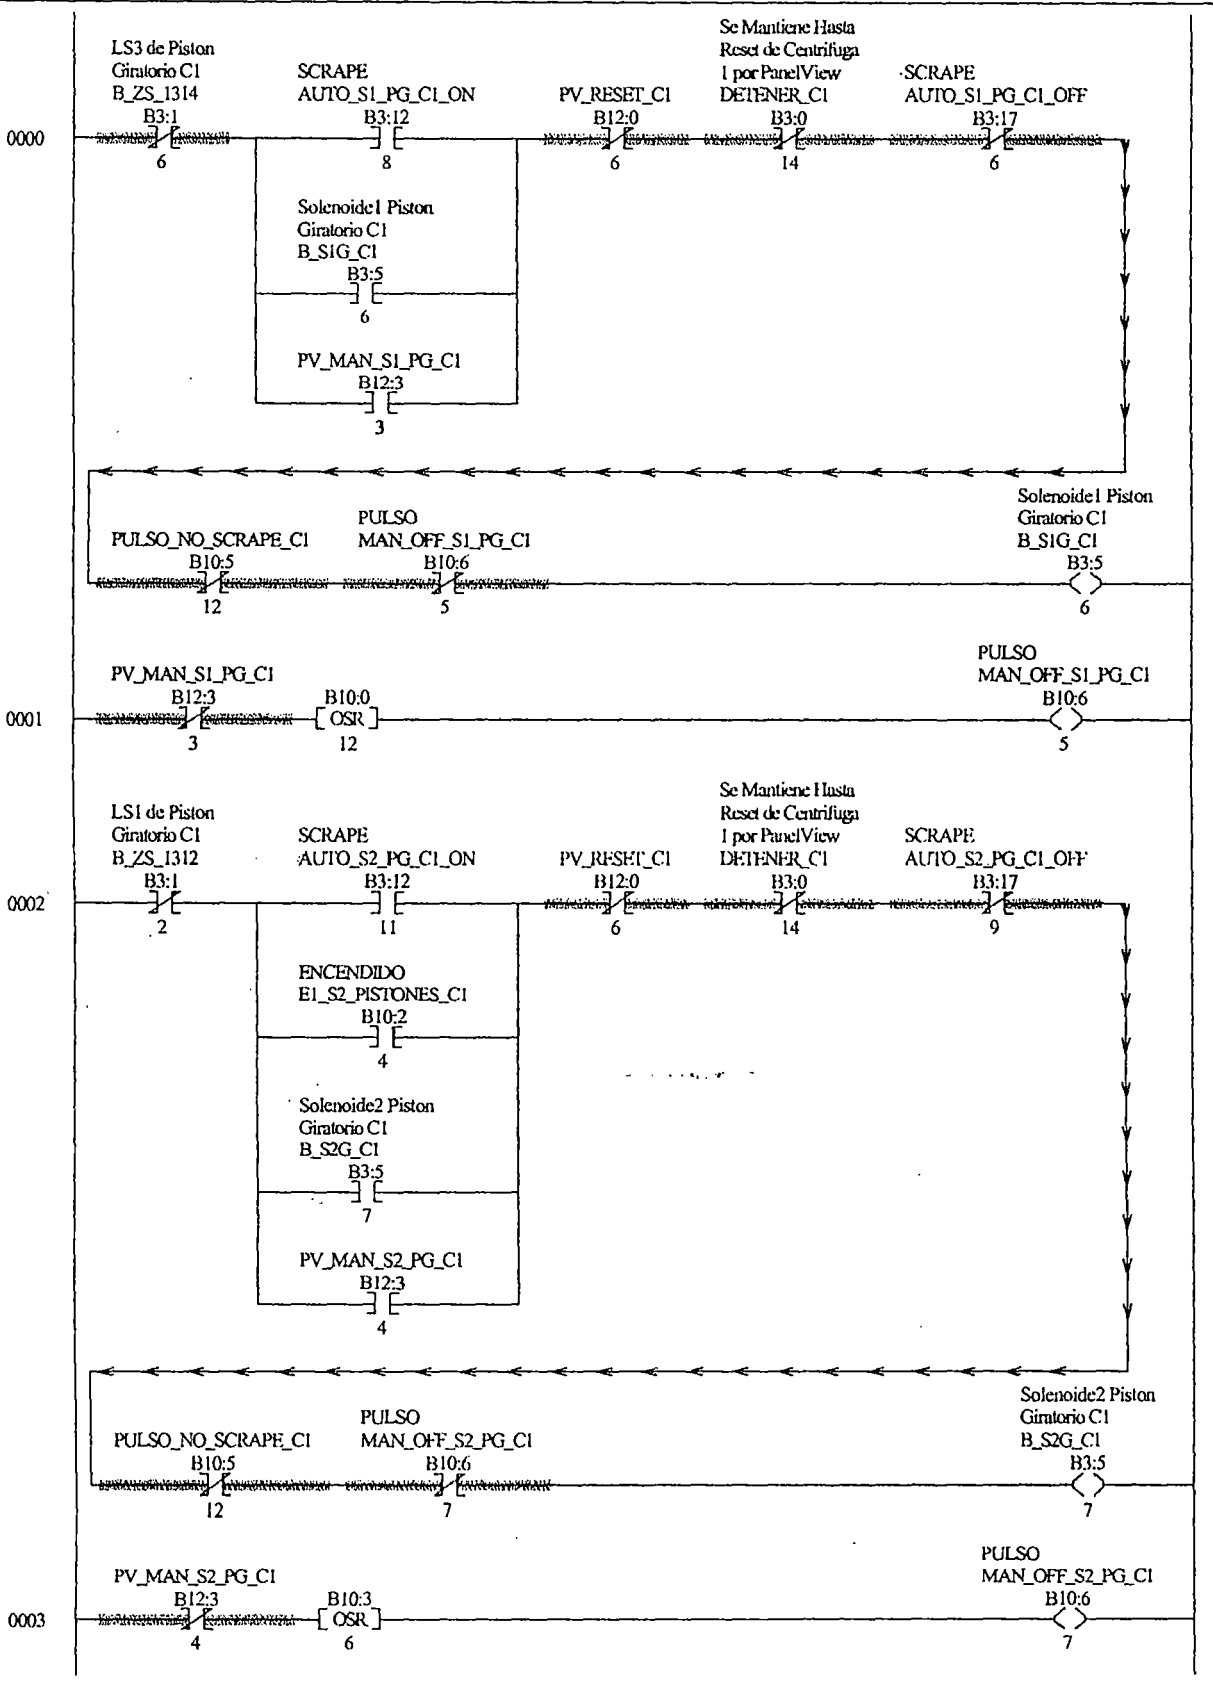 Se Mantiene Hasta
LS3 de Piston
Reset de Centrifuga
Giratorio C1
SCRAPE
1 por PanelView
SCRAPE
B_ZS_1314
AUTO_S1_PG_C1_ON
PV_RESET_C1
DETENER_C1
AUTO_S1_PG_C1_OFF
B3:1
B3:12
B12:0
B3:0
B3:17
0000
6
8
6
14
6
Solenoide1 Piston
Giratorio C1
B_S1G_C1
B3:5
6
PV_MAN_S1_PG_C1
B12:3
3
Solenoide1 Piston
PULSO
Giratorio C1
PULSO_NO_SCRAPE_C1
MAN_OFF_S1_PG_C1
B_S1G_C1
B10:5
B10:6
B3:5
12
5
6
PULSO
PV_MAN_S1_PG_C1
MAN_OFF_S1_PG_C1
B12:3
B10:0
B10:6
0001
OSR
3
12
5
Se Mantiene Hasta
LS1 de Piston
Reset de Centrifuga
Giratorio C1
SCRAPE
1 por PanelView
SCRAPE
B_ZS_1312
AUTO_S2_PG_C1_ON
PV_RESET_C1
DETENER_C1
AUTO_S2_PG_C1_OFF
B3:1
B3:12
B12:0
B3:0
B3:17
0002
2
11
6
14
9
ENCENDIDO
E1_S2_PISTONES_C1
B10:2
4
Solenoide2 Piston
Giratorio C1
B_S2G_C1
B3:5
7
PV_MAN_S2_PG_C1
B12:3
4
Solenoide2 Piston
PULSO
Giratorio C1
PULSO_NO_SCRAPE_C1
MAN_OFF_S2_PG_C1
B_S2G_C1
B10:5
B10:6
B3:5
12
7
7
PULSO
PV_MAN_S2_PG_C1
MAN_OFF_S2_PG_C1
B12:3
B10:3
B10:6
0003
OSR
4
6
7